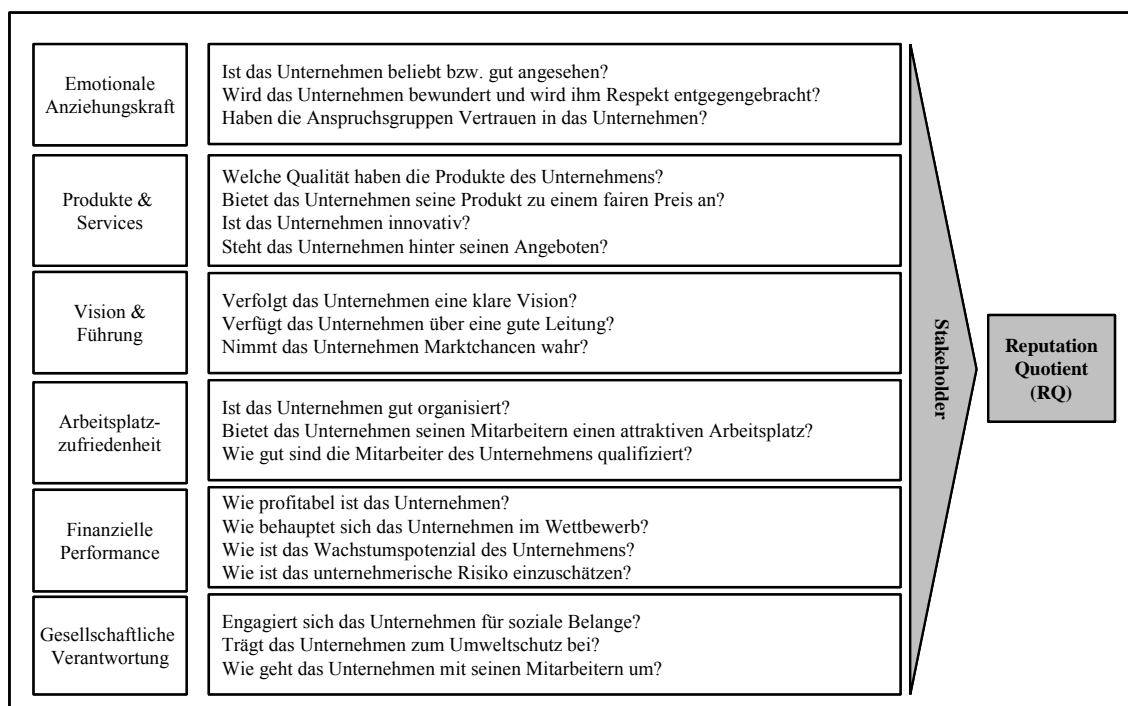 Emotionale
Anziehungskraft
Ist das Unternehmen beliebt bzw. gut angesehen?
Wird das Unternehmen bewundert und wird ihm Respekt entgegengebracht?
Haben die Anspruchsgruppen Vertrauen in das Unternehmen?
Produkte &
Services
Welche Qualität haben die Produkte des Unternehmens?
Bietet das Unternehmen seine Produkt zu einem fairen Preis an?
Ist das Unternehmen innovativ?
Steht das Unternehmen hinter seinen Angeboten?
Vision &
Führung
Verfolgt das Unternehmen eine klare Vision?
Verfügt das Unternehmen über eine gute Leitung?
Nimmt das Unternehmen Marktchancen wahr?
Arbeitsplatz-
zufriedenheit
Ist das Unternehmen gut organisiert?
Bietet das Unternehmen seinen Mitarbeitern einen attraktiven Arbeitsplatz?
Wie gut sind die Mitarbeiter des Unternehmens qualifiziert?
Finanzielle
Performance
Wie profitabel ist das Unternehmen?
Wie behauptet sich das Unternehmen im Wettbewerb?
Wie ist das Wachstumspotenzial des Unternehmens?
Wie ist das unternehmerische Risiko einzuschätzen?
Gesellschaftliche
Verantwortung
Engagiert sich das Unternehmen für soziale Belange?
Trägt das Unternehmen zum Umweltschutz bei?
Wie geht das Unternehmen mit seinen Mitarbeitern um?
Stakeholder
Reputation
Quotient
(RQ)